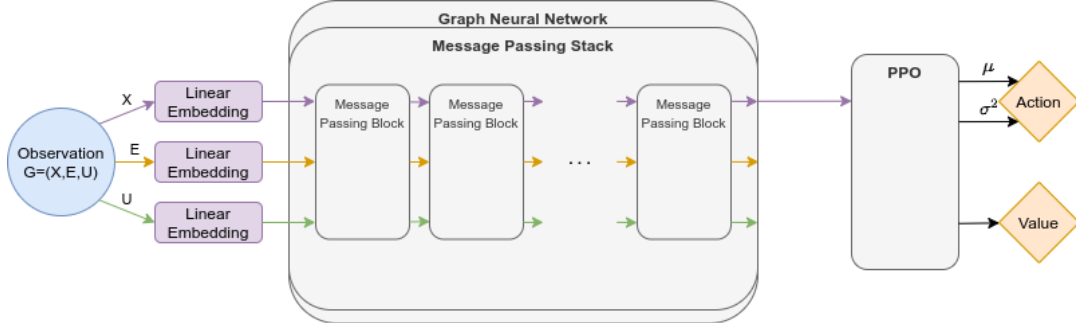 Graph Neural Network
Message Passing Stack
Observation
G=(X,E,U)
X
E
U
Linear
Embedding
Linear
Embedding
Linear
Embedding
Message
Passing Block
Message
Passing Block
...
Message
Passing Block
PPO
μ
σ²
Action
Value